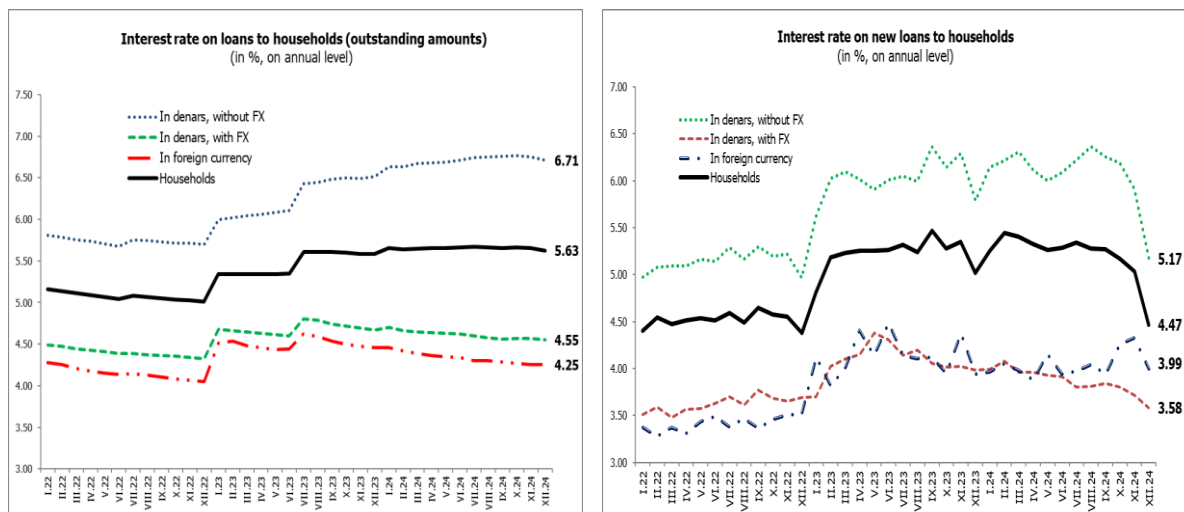 Interest rate on loans to households (outstanding amounts)
(in %, on annual level)
7.50
7.00
6.50
6.00
5.50
5.00
4.50
4.00
3.50
3.00
In denars, without FX
In denars, with FX
In foreign currency
Households
6.71
5.63
4.55
4.25
I.22
II.22
III.22
IV.22
V.22
VI.22
VII.22
VIII.22
IX.22
X.22
XI.22
XII.22
I.23
II.23
III.23
IV.23
V.23
VI.23
VII.23
VIII.23
IX.23
X.23
XI.23
XII.23
I.24
II.24
III.24
IV.24
V.24
VI.24
VII.24
VIII.24
IX.24
X.24
XI.24
XII.24
Interest rate on new loans to households
(in %, on annual level)
7.00
6.50
6.00
5.50
5.00
4.50
4.00
3.50
3.00
In denars, without FX
In denars, with FX
In foreign currency
Households
5.17
4.47
3.99
3.58
I.22
II.22
III.22
IV.22
V.22
VI.22
VII.22
VIII.22
IX.22
X.22
XI.22
XII.22
I.23
II.23
III.23
IV.23
V.23
VI.23
VII.23
VIII.23
IX.23
X.23
XI.23
XII.23
I.24
II.24
III.24
IV.24
V.24
VI.24
VII.24
VIII.24
IX.24
X.24
XI.24
XII.24